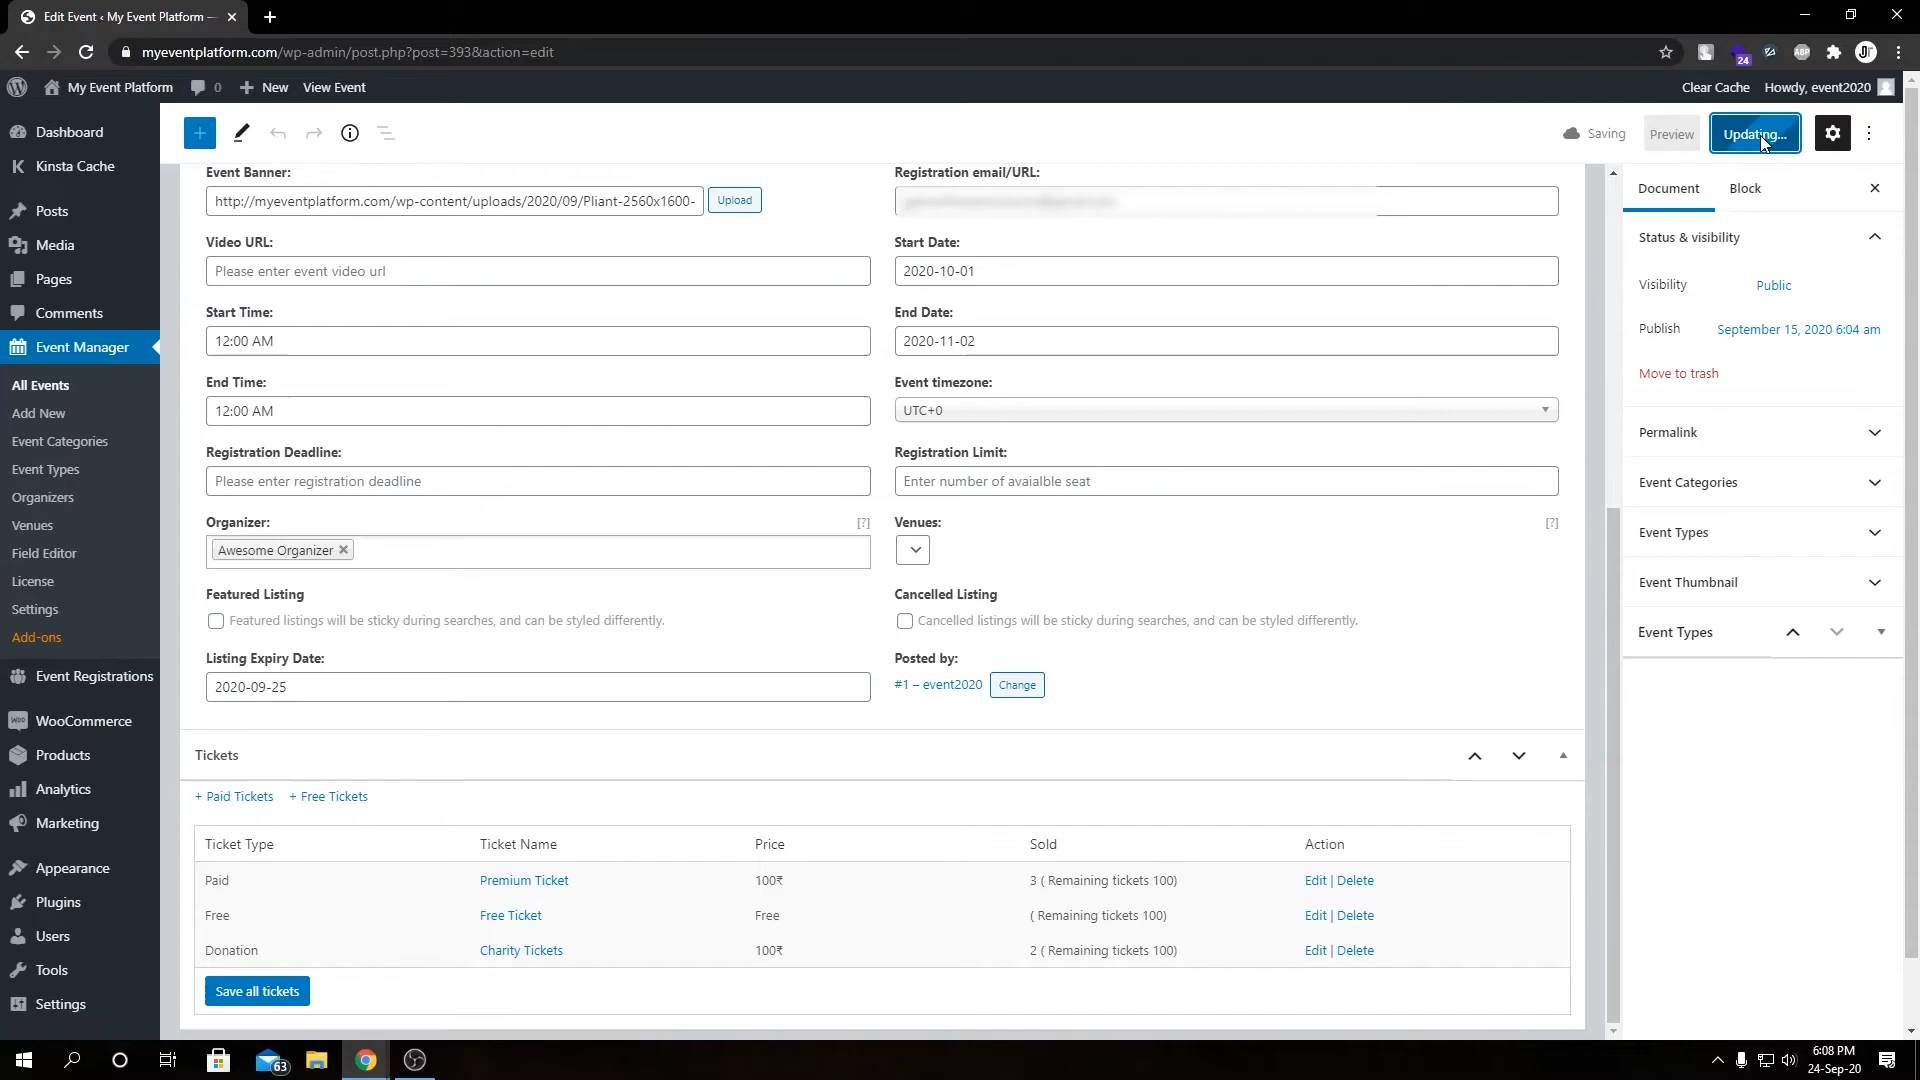 Edit Event ‹ My Event Platform —
myeventplatform.com/wp-admin/post.php?post=393&action=edit
24
ABP
My Event Platform
0
New
View Event
Clear Cache
Howdy, event2020
Dashboard
Kinsta Cache
Posts
Media
Pages
Comments
Event Manager
All Events
Add New
Event Categories
Event Types
Organizers
Venues
Field Editor
License
Settings
Add-ons
Event Registrations
WooCommerce
Products
Analytics
Marketing
Appearance
Plugins
Users
Tools
Settings
Saving
Preview
Updating...
Event Banner:
http://myeventplatform.com/wp-content/uploads/2020/09/Pliant-2560x1600-
Upload
Registration email/URL:
Video URL:
Please enter event video url
Start Date:
2020-10-01
Start Time:
12:00 AM
End Date:
2020-11-02
End Time:
12:00 AM
Event timezone:
UTC+0
Registration Deadline:
Please enter registration deadline
Registration Limit:
Enter number of avaialble seat
Organizer:
[?]
Awesome Organizer
Venues:
[?]
Featured Listing
Featured listings will be sticky during searches, and can be styled differently.
Cancelled Listing
Cancelled listings will be sticky during searches, and can be styled differently.
Listing Expiry Date:
2020-09-25
Posted by:
#1 – event2020
Change
Tickets
+ Paid Tickets
+ Free Tickets
Ticket Type Ticket Name Price Sold Action
Paid Premium Ticket 100₹ 3 ( Remaining tickets 100) Edit | Delete
Free Free Ticket Free ( Remaining tickets 100) Edit | Delete
Donation Charity Tickets 100₹ 2 ( Remaining tickets 100) Edit | Delete
Save all tickets
Document
Block
Status & visibility
Visibility
Public
Publish
September 15, 2020 6:04 am
Move to trash
Permalink
Event Categories
Event Types
Event Thumbnail
Event Types
63
6:08 PM
24-Sep-20